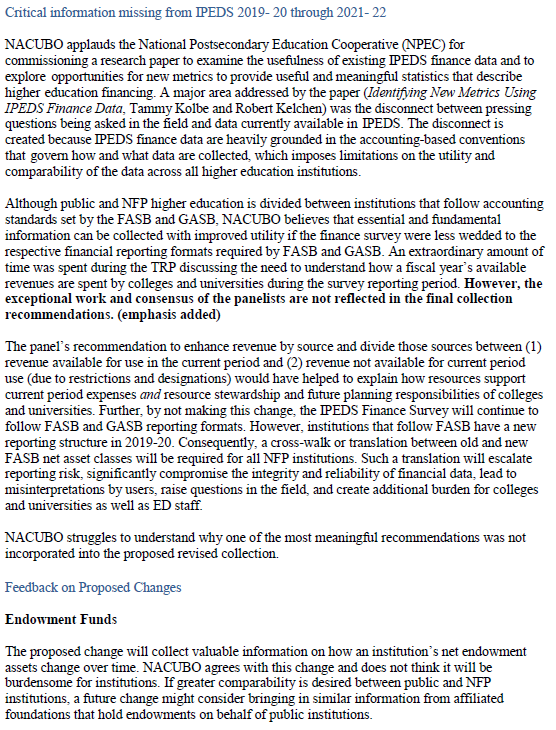 Critical information missing from IPEDS 2019- 20 through 2021- 22
NACUBO applauds the National Postsecondary Education Cooperative (NPEC) for
commissioning a research paper to examine the usefulness of existing IPEDS finance data and to
explore opportunities for new metrics to provide useful and meaningful statistics that describe
higher education financing. A major area addressed by the paper (Identifying New Metrics Using
IPEDS Finance Data, Tammy Kolbe and Robert Kelchen) was the disconnect between pressing
questions being asked in the field and data currently available in IPEDS. The disconnect is
created because IPEDS finance data are heavily grounded in the accounting-based conventions
that govern how and what data are collected, which imposes limitations on the utility and
comparability of the data across all higher education institutions.
Although public and NFP higher education is divided between institutions that follow accounting
standards set by the FASB and GASB, NACUBO believes that essential and fundamental
information can be collected with improved utility if the finance survey were less wedded to the
respective financial reporting formats required by FASB and GASB. An extraordinary amount of
time was spent during the TRP discussing the need to understand how a fiscal year's available
revenues are spent by colleges and universities during the survey reporting period. However, the
exceptional work and consensus of the panelists are not reflected in the final collection
recommendations. (emphasis added)
The panel's recommendation to enhance revenue by source and divide those sources between (1)
revenue available for use in the current period and (2) revenue not available for current period
use (due to restrictions and designations) would have helped to explain how resources support
current period expenses and resource stewardship and future planning responsibilities of colleges
and universities. Further, by not making this change, the IPEDS Finance Survey will continue to
follow FASB and GASB reporting formats. However, institutions that follow FASB have a new
reporting structure in 2019-20. Consequently, a cross-walk or translation between old and new
FASB net asset classes will be required for all NFP institutions. Such a translation will escalate
reporting risk, significantly compromise the integrity and reliability of financial data, lead to
misinterpretations by users, raise questions in the field, and create additional burden for colleges
and universities as well as ED staff.
NACUBO struggles to understand why one of the most meaningful recommendations was not
incorporated into the proposed revised collection.
Feedback on Proposed Changes
Endowment Funds
The proposed change will collect valuable information on how an institution's net endowment
assets change over time. NACUBO agrees with this change and does not think it will be
burdensome for institutions. If greater comparability is desired between public and NFP
institutions, a future change might consider bringing in similar information from affiliated
foundations that hold endowments on behalf of public institutions.